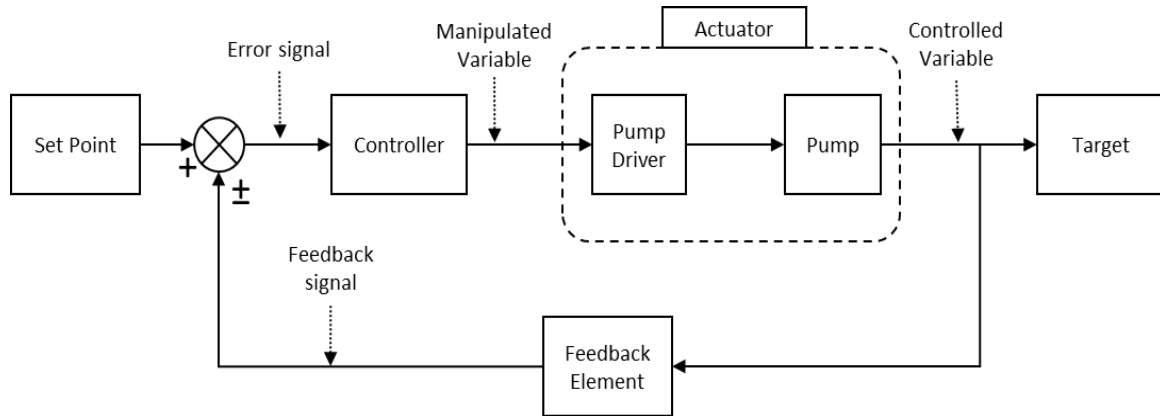 Error signal
Manipulated
Variable
Actuator
Controlled
Variable
Set Point
+
±
Controller
Pump
Driver
Pump
Target
Feedback
signal
Feedback
Element